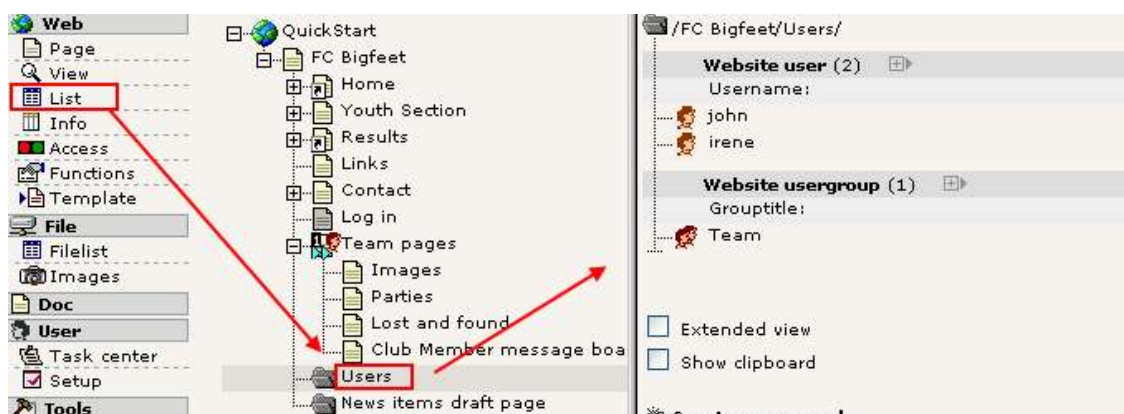 Web
Page
View
List
Info
Access
Functions
Template
File
Filelist
Images
Doc
User
Task center
Setup
Tools
QuickStart
FC Bigfeet
Home
Youth Section
Results
Links
Contact
Log in
Team pages
Images
Parties
Lost and found
Club Member message boa
Users
News items draft page
/FC Bigfeet/Users/
Website user (2)
Username:
john
irene
Website usergroup (1)
Grouptitle:
Team
Extended view
Show clipboard